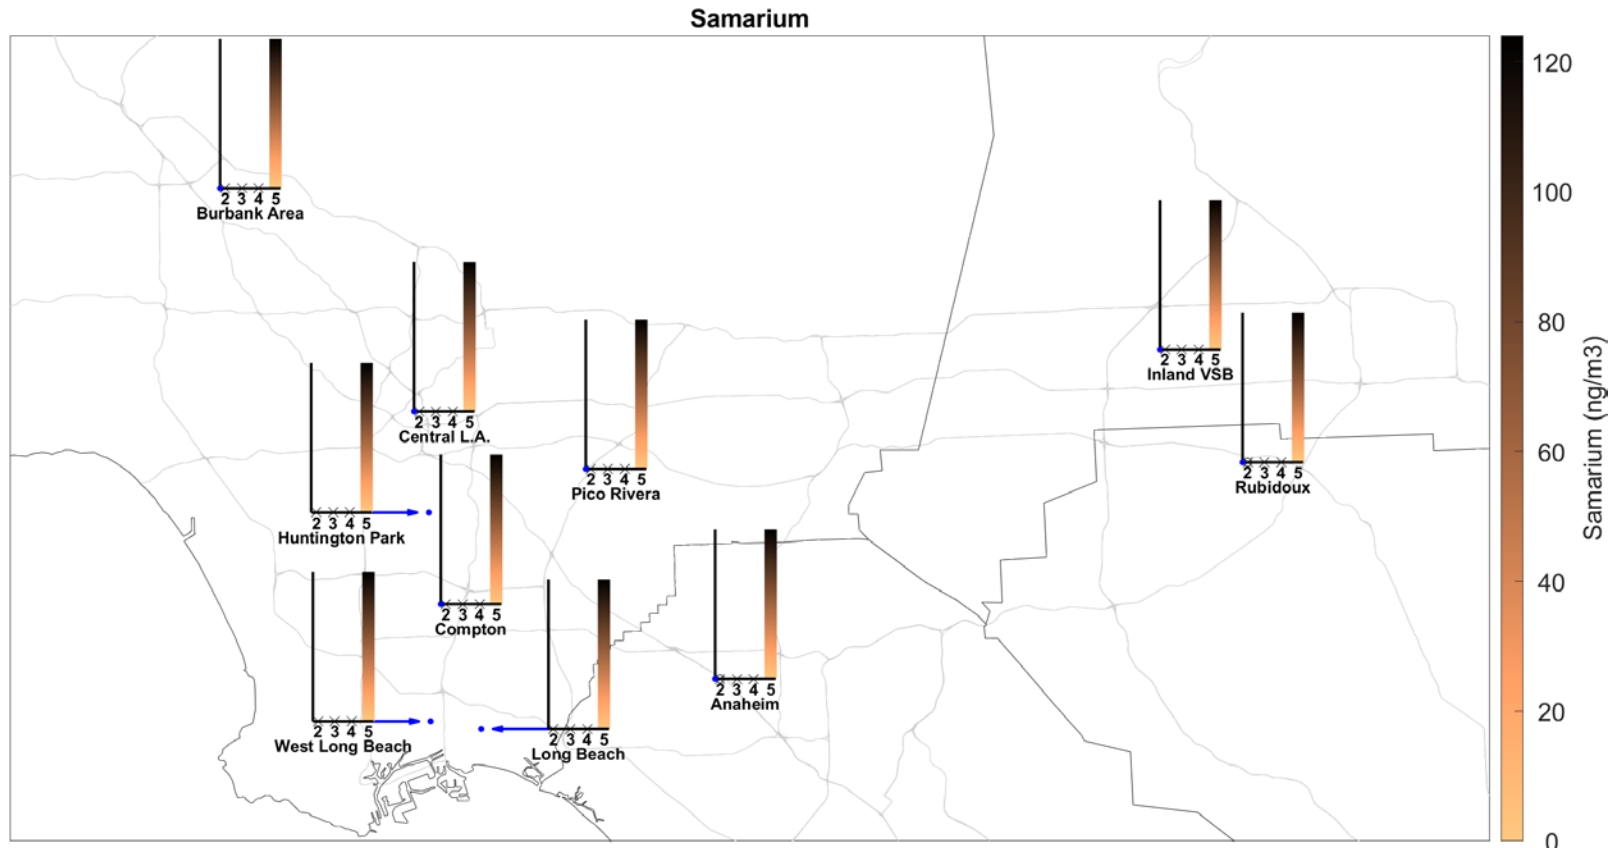 Samarium
2 3 4 5
Burbank Area
2 3 4 5
Central L.A.
2 3 4 5
Pico Rivera
2 3 4 5
Inland VSB
2 3 4 5
Rubidoux
2 3 4 5
Huntington Park
2 3 4 5
Compton
2 3 4 5
Anaheim
2 3 4 5
West Long Beach
2 3 4 5
Long Beach
120
100
80
60
40
20
0
Samarium (ng/m3)